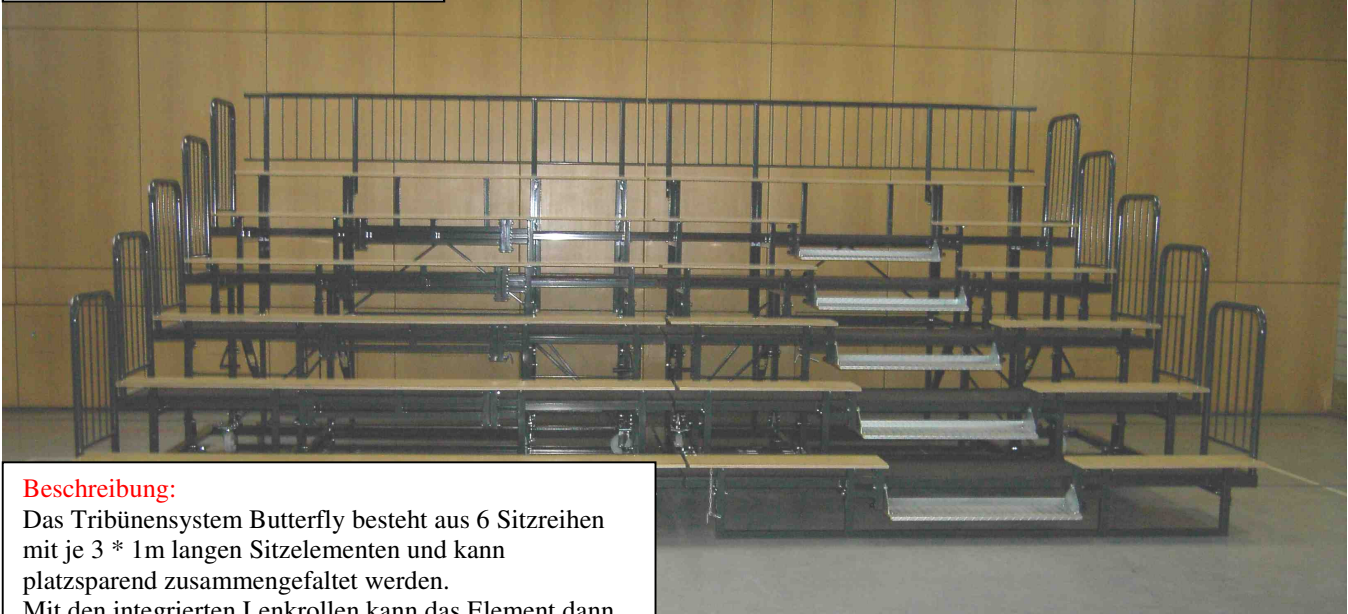 Beschreibung:
Das Tribünensystem Butterfly besteht aus 6 Sitzreihen
mit je 3 * 1m langen Sitzelementen und kann
platzsparend zusammengefaltet werden.
Mit den integrierten Lenkrollen kann das Element dann